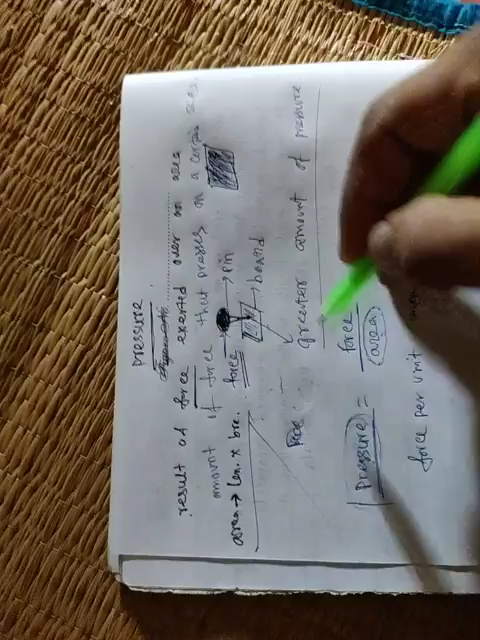 pressure
result of force exerted over an area
amount of force that presses on a certain area.
area → len. × bre. force → pin
→ board
greater amount of pressure
pressure = force
area
force per unit